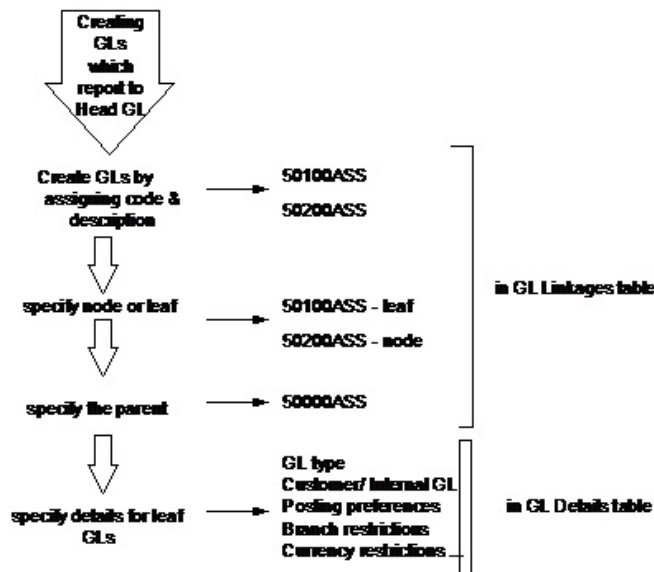 Creating
GLs
which
report to
Head GL
Create GLs by
assigning code &
description
50100ASS
50200ASS
specify node or leaf
50100ASS - leaf
50200ASS - node
in GL Linkages table
specify the parent
50000ASS
specify details for leaf
GLs
GL type
Customer/ Internal GL
Posting preferences
Branch restrictions
Currency restrictions
in GL Details table